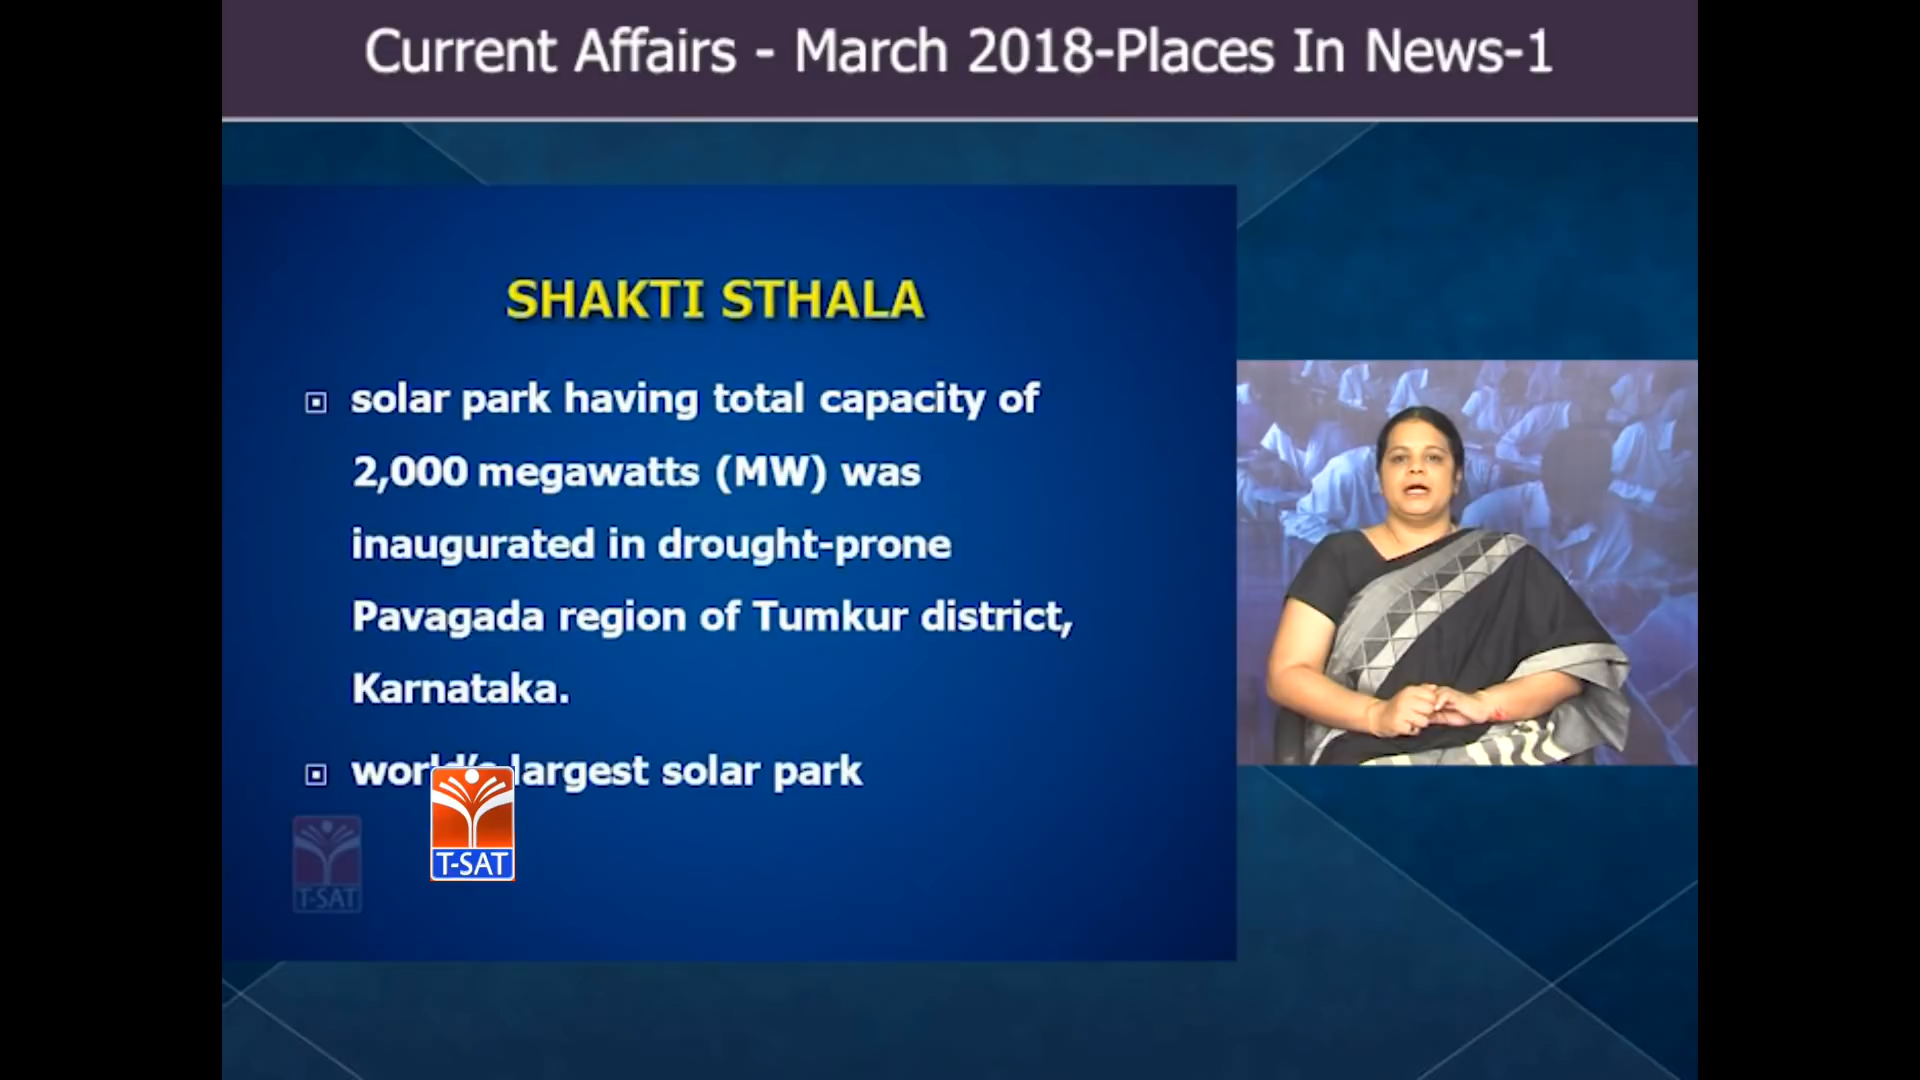 Current Affairs - March 2018-Places In News-1
SHAKTI STHALA
solar park having total capacity of
2,000 megawatts (MW) was
inaugurated in drought-prone
Pavagada region of Tumkur district,
Karnataka.
world's largest solar park
T-SAT
T-SAT